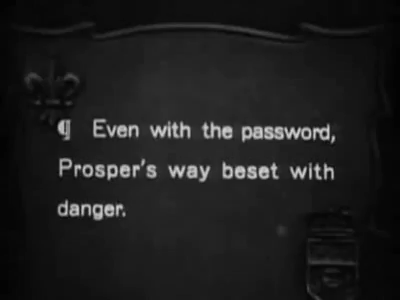 ¶ Even with the password,
Prosper's way beset with
danger.